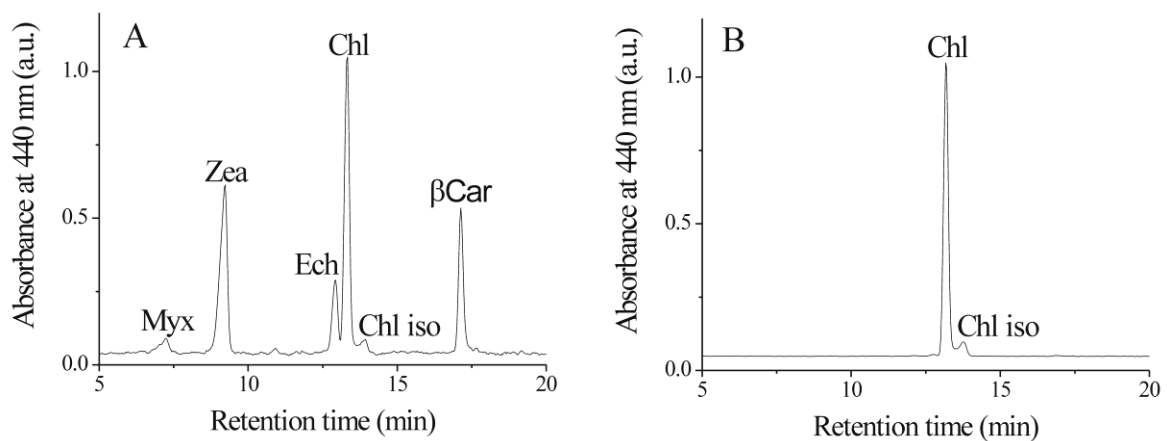 A
Chl
Absorbance at 440 nm (a.u.)
1.0
Zea
βCar
0.5
Ech
Myx
Chl iso
0.0
5
10
15
20
Retention time (min)
B
Chl
Absorbance at 440 nm (a.u.)
1.0
0.5
Chl iso
0.0
5
10
15
20
Retention time (min)